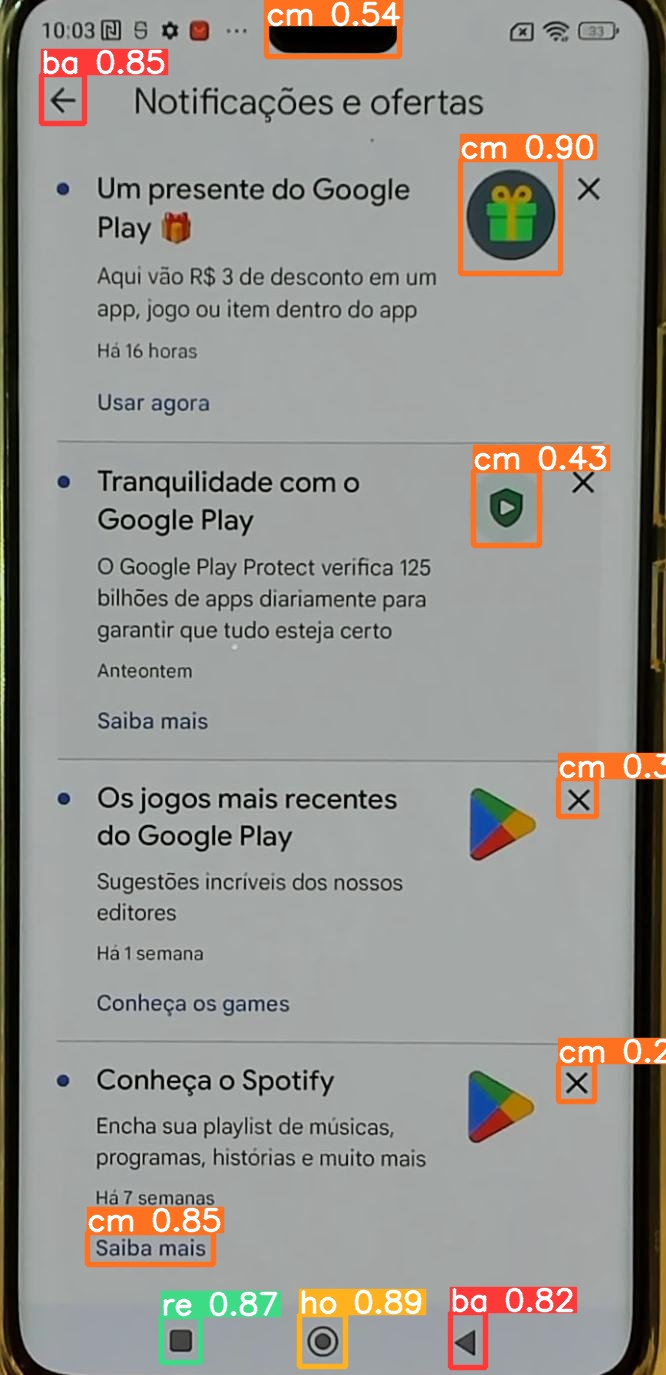 cm 0.54
10:03
33
ba 0.85
Notificações e ofertas
cm 0.90
Um presente do Google
Play 🎁
Aqui vão R$ 3 de desconto em um
app, jogo ou item dentro do app
Há 16 horas
Usar agora
cm 0.43
Tranquilidade com o
Google Play
O Google Play Protect verifica 125
bilhões de apps diariamente para
garantir que tudo esteja certo
Anteontem
Saiba mais
cm 0.3
Os jogos mais recentes
do Google Play
Sugestões incríveis dos nossos
editores
Há 1 semana
Conheça os games
cm 0.2
Conheça o Spotify
Encha sua playlist de músicas,
programas, histórias e muito mais
Há 7 semanas
cm 0.85
Saiba mais
re 0.87 ho 0.89 ba 0.82